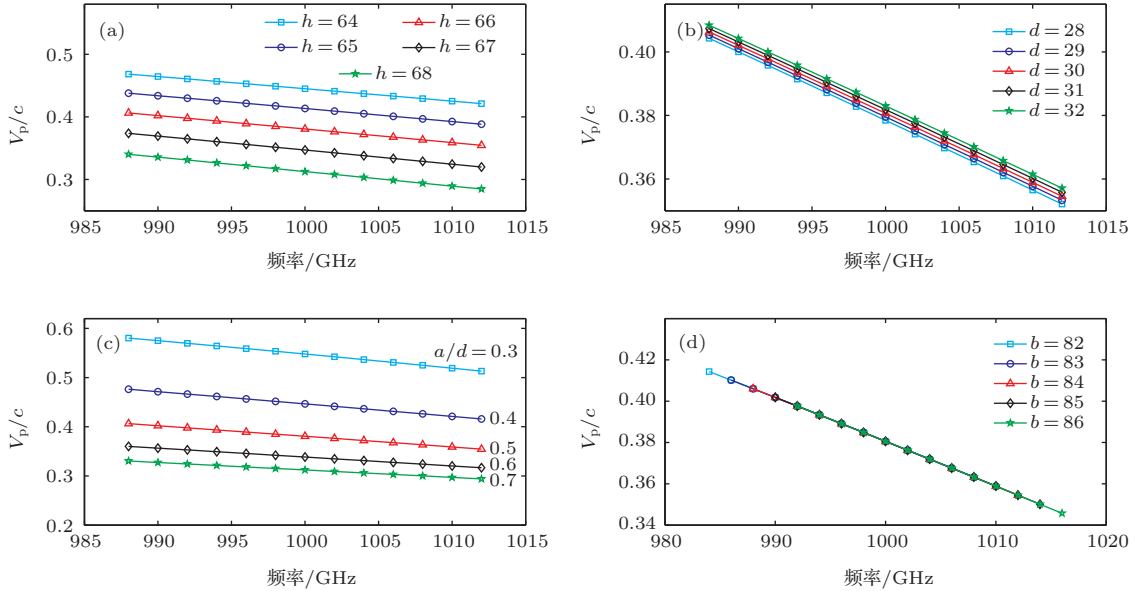 (a)
h = 64
h = 66
h = 65
h = 67
h = 68
0.5
0.4
0.3
V_p/c
985 990 995 1000 1005 1010 1015
频率/GHz
(b)
d = 28
d = 29
d = 30
d = 31
d = 32
0.40
0.38
0.36
V_p/c
985 990 995 1000 1005 1010 1015
频率/GHz
(c)
a/d = 0.3
0.4
0.5
0.6
0.7
0.6
0.5
0.4
0.3
0.2
V_p/c
985 990 995 1000 1005 1010 1015
频率/GHz
(d)
b = 82
b = 83
b = 84
b = 85
b = 86
0.42
0.40
0.38
0.36
0.34
V_p/c
980 990 1000 1010 1020
频率/GHz